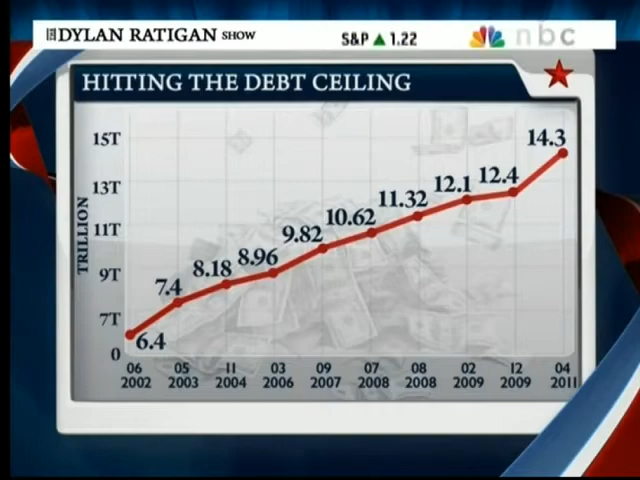 THE DYLAN RATIGAN SHOW
S&P ▲ 1.22
nbc
HITTING THE DEBT CEILING
TRILLION
15T
13T
11T
9T
7T
0
6.4
7.4
8.18
8.96
9.82
10.62
11.32
12.1
12.4
14.3
06 2002
05 2003
11 2004
03 2006
09 2007
07 2008
08 2008
02 2009
12 2009
04 2011